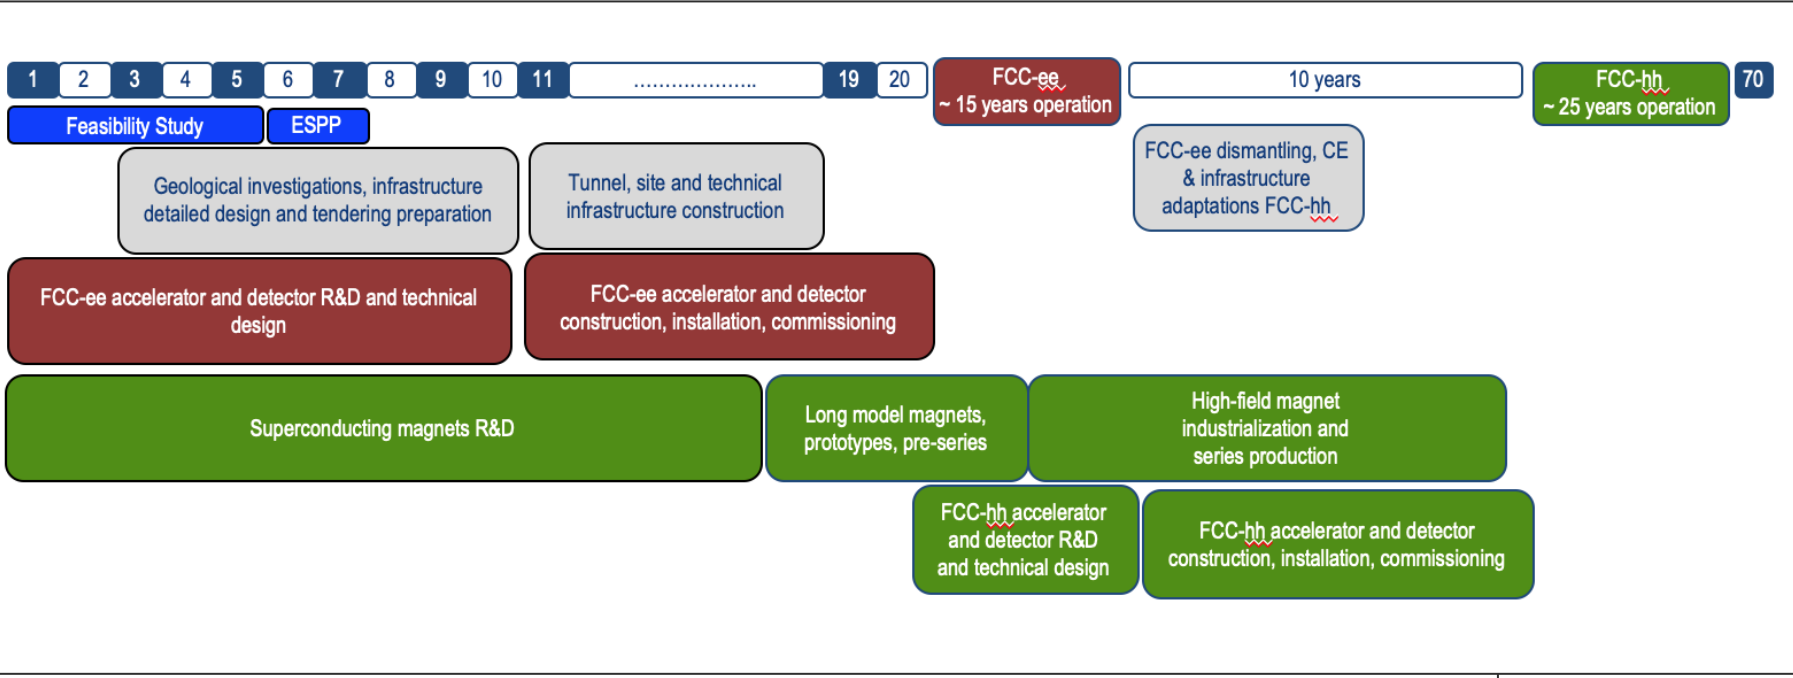 1 2 3 4 5 6 7 8 9 10 11 ................... 19 20
FCC-ee
~ 15 years operation
10 years
FCC-hh
~ 25 years operation
70
Feasibility Study
ESPP
Geological investigations, infrastructure
detailed design and tendering preparation
Tunnel, site and technical
infrastructure construction
FCC-ee dismantling, CE
& infrastructure
adaptations FCC-hh
FCC-ee accelerator and detector R&D and technical
design
FCC-ee accelerator and detector
construction, installation, commissioning
Superconducting magnets R&D
Long model magnets,
prototypes, pre-series
High-field magnet
industrialization and
series production
FCC-hh accelerator
and detector R&D
and technical design
FCC-hh accelerator and detector
construction, installation, commissioning